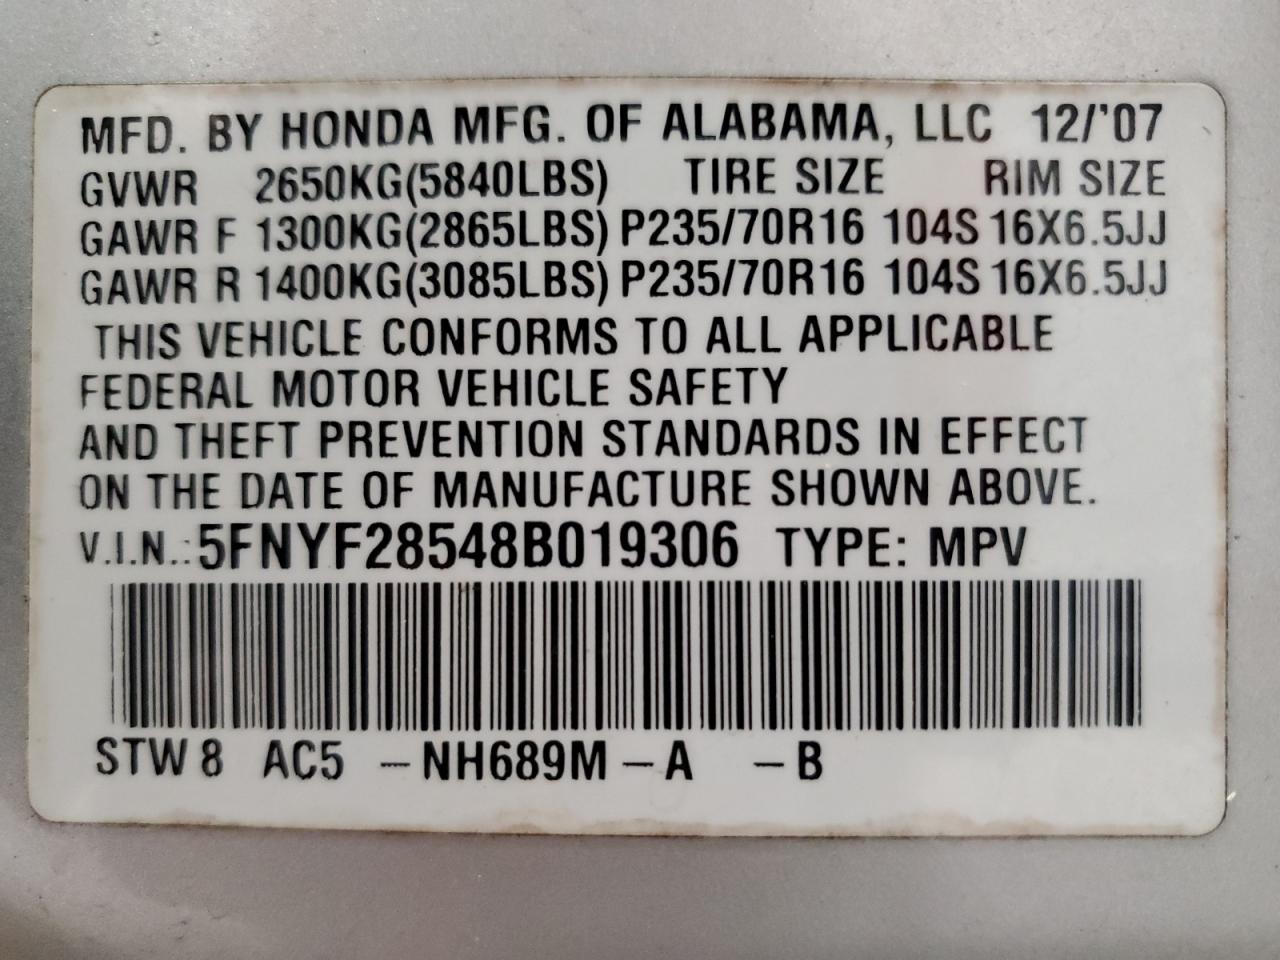 MFD. BY HONDA MFG. OF ALABAMA, LLC 12/'07
GVWR 2650KG(5840LBS) TIRE SIZE RIM SIZE
GAWR F 1300KG(2865LBS) P235/70R16 104S 16X6.5JJ
GAWR R 1400KG(3085LBS) P235/70R16 104S 16X6.5JJ
THIS VEHICLE CONFORMS TO ALL APPLICABLE
FEDERAL MOTOR VEHICLE SAFETY
AND THEFT PREVENTION STANDARDS IN EFFECT
ON THE DATE OF MANUFACTURE SHOWN ABOVE.
V.I.N.: 5FNYF28548B019306 TYPE: MPV
STW8 AC5 -NH689M-A -B